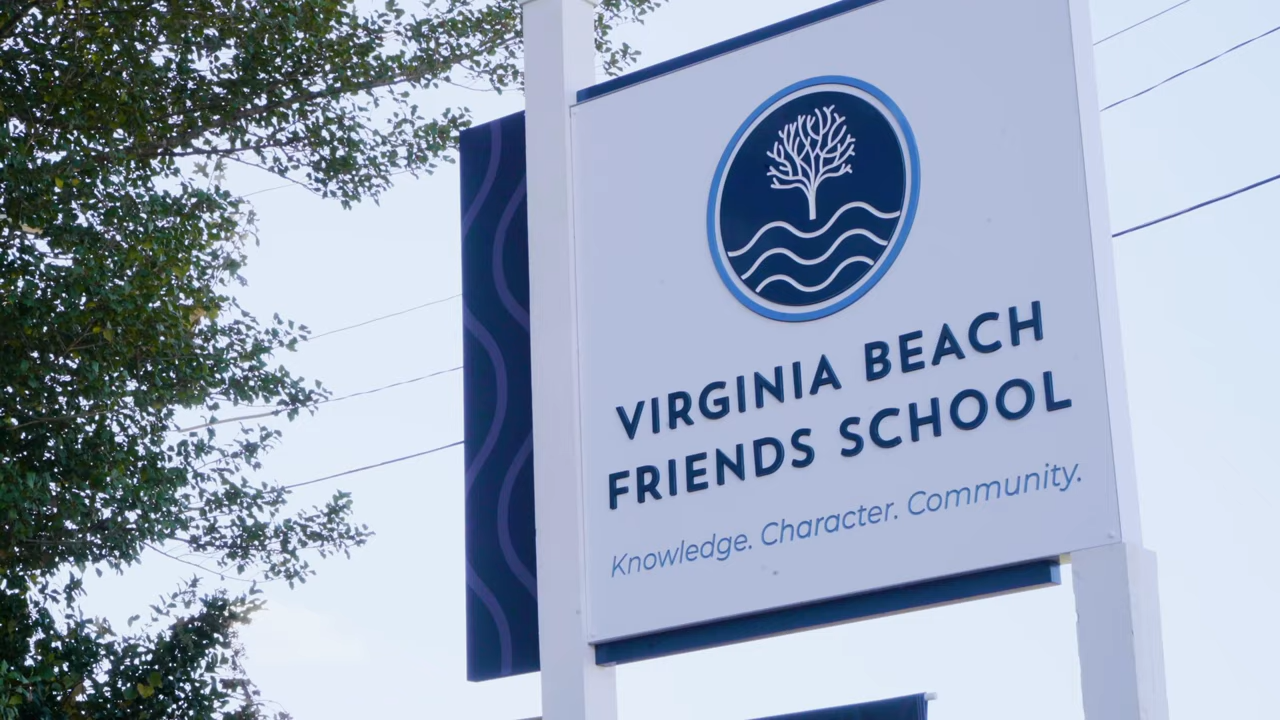 VIRGINIA BEACH
FRIENDS SCHOOL
Knowledge. Character. Community.